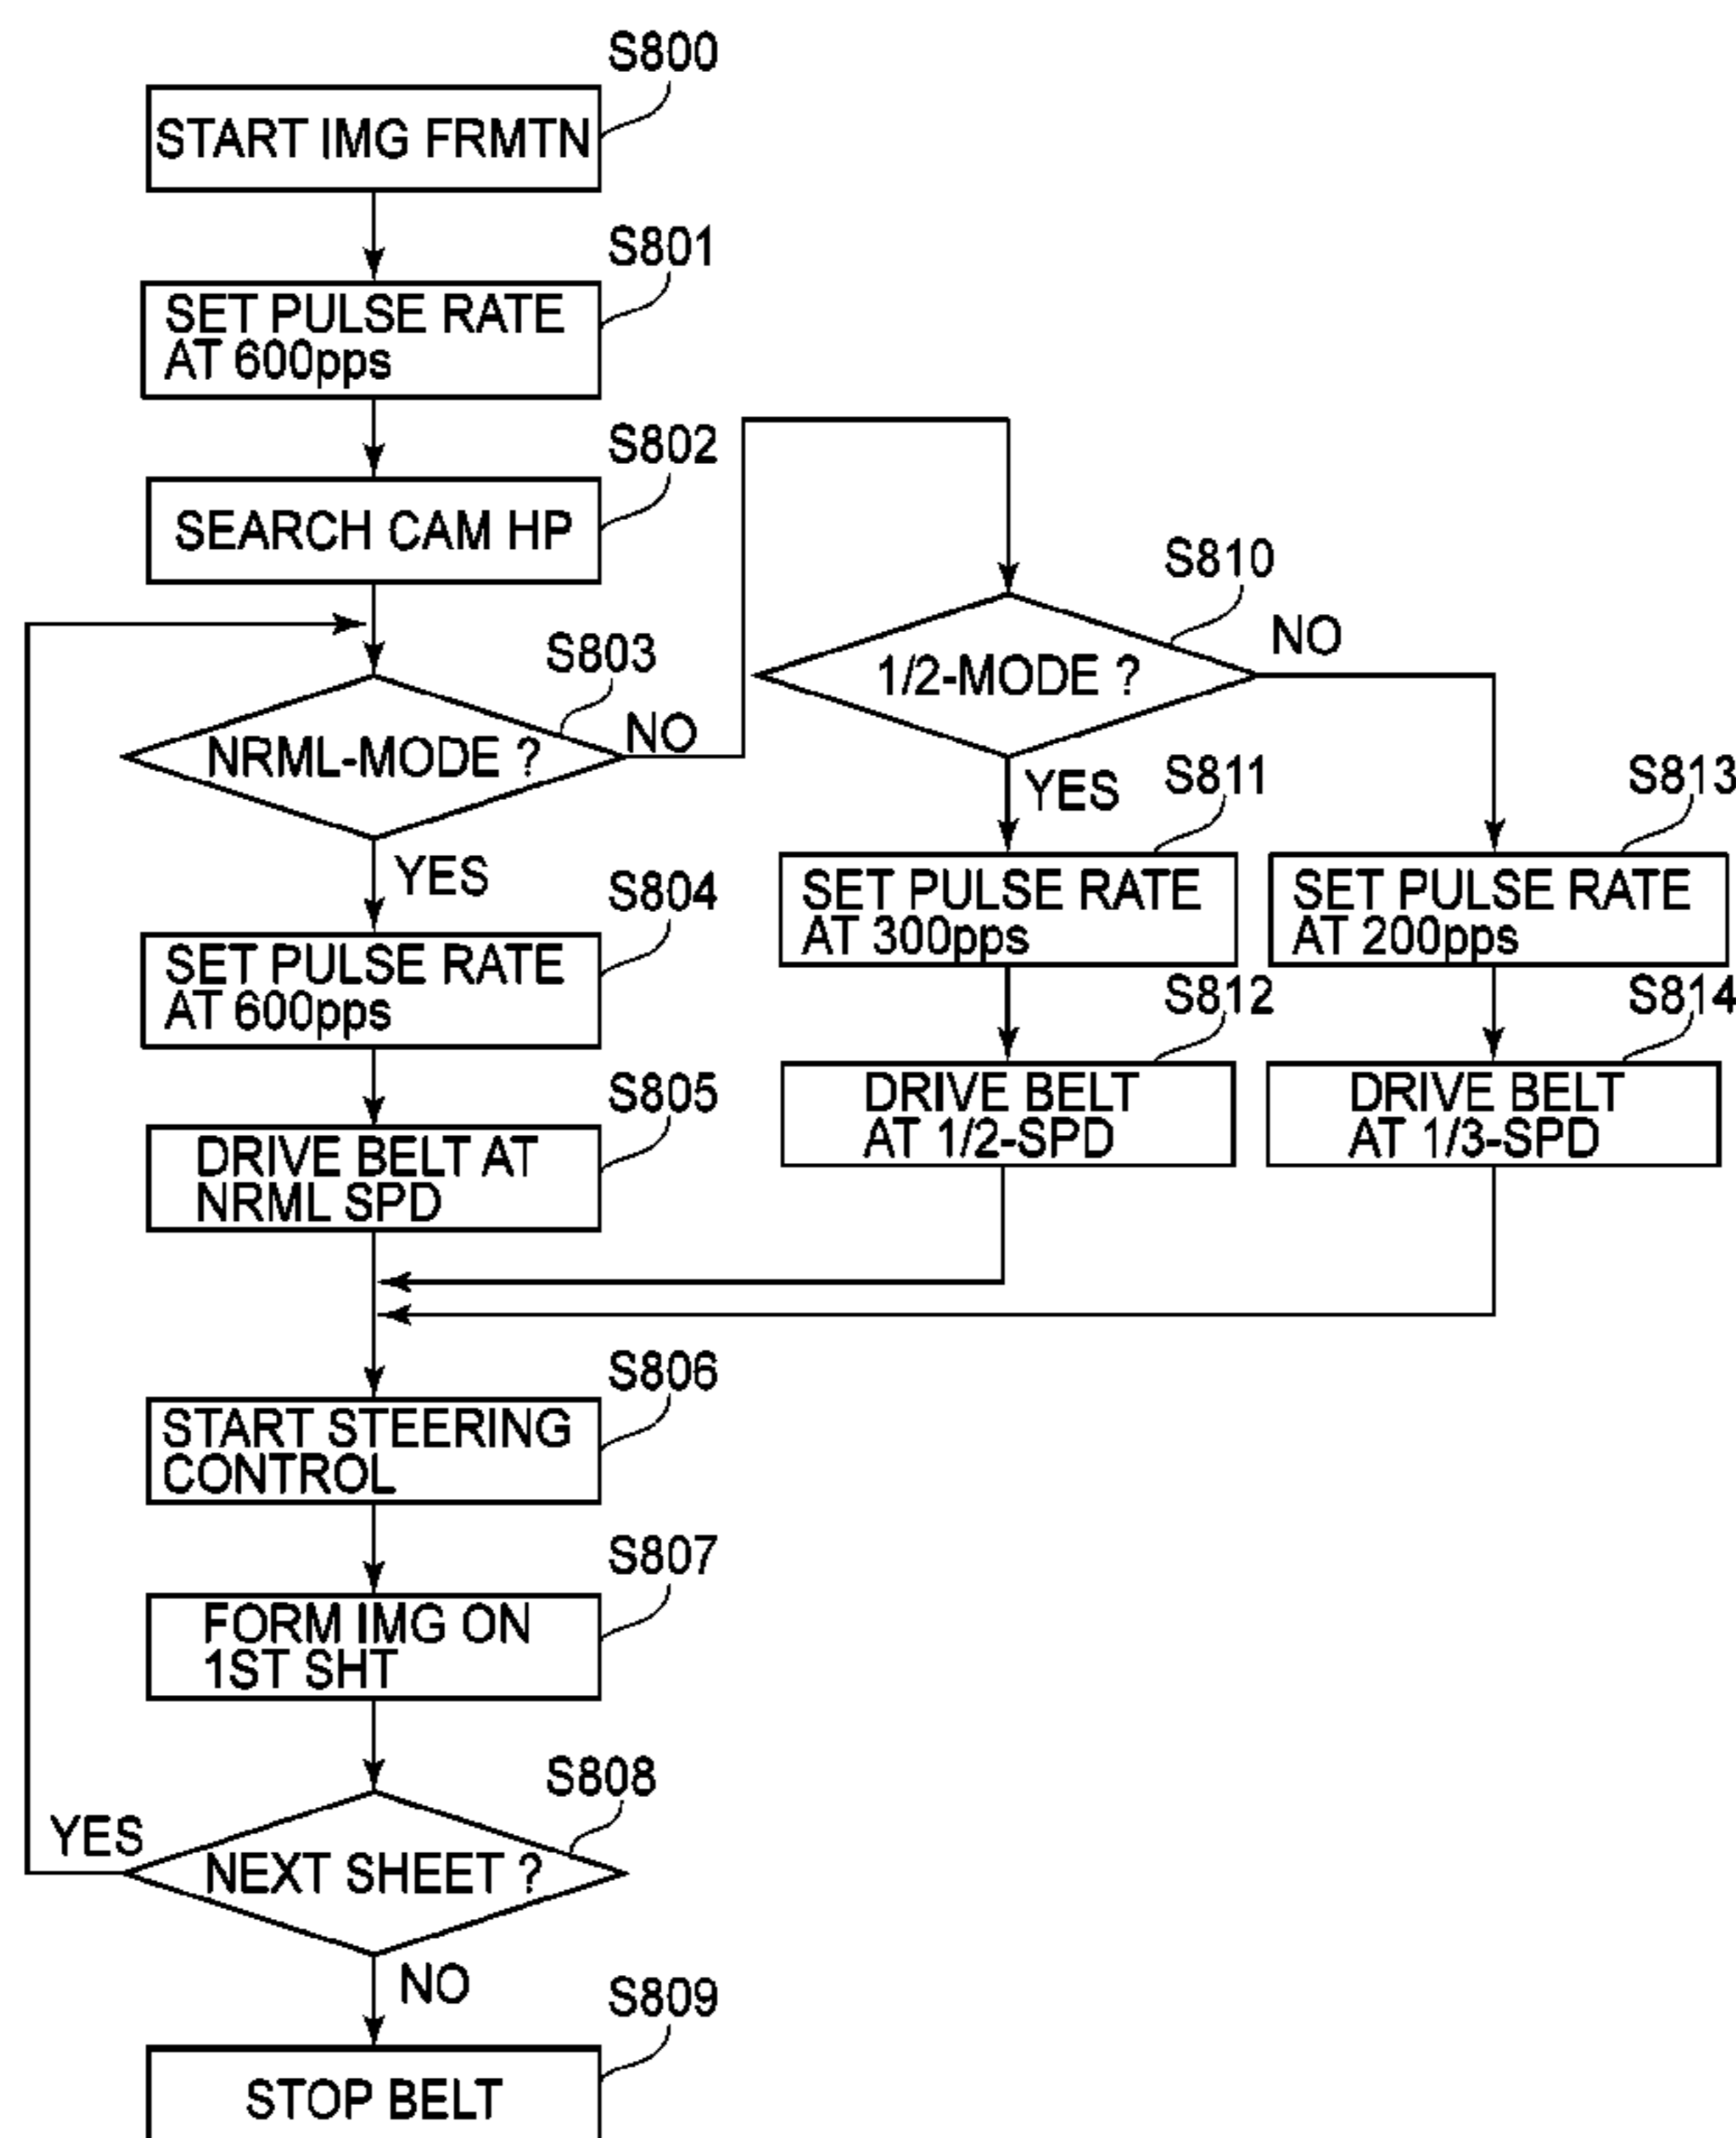 S800
START IMG FRMTN
S801
SET PULSE RATE
AT 600pps
S802
SEARCH CAM HP
S803
NRML-MODE ?
NO
YES
S804
SET PULSE RATE
AT 600pps
S805
DRIVE BELT AT
NRML SPD
S810
1/2-MODE ?
NO
YES
S811
SET PULSE RATE
AT 300pps
S812
DRIVE BELT
AT 1/2-SPD
S813
SET PULSE RATE
AT 200pps
S814
DRIVE BELT
AT 1/3-SPD
S806
START STEERING
CONTROL
S807
FORM IMG ON
1ST SHT
S808
YES
NEXT SHEET ?
NO
S809
STOP BELT